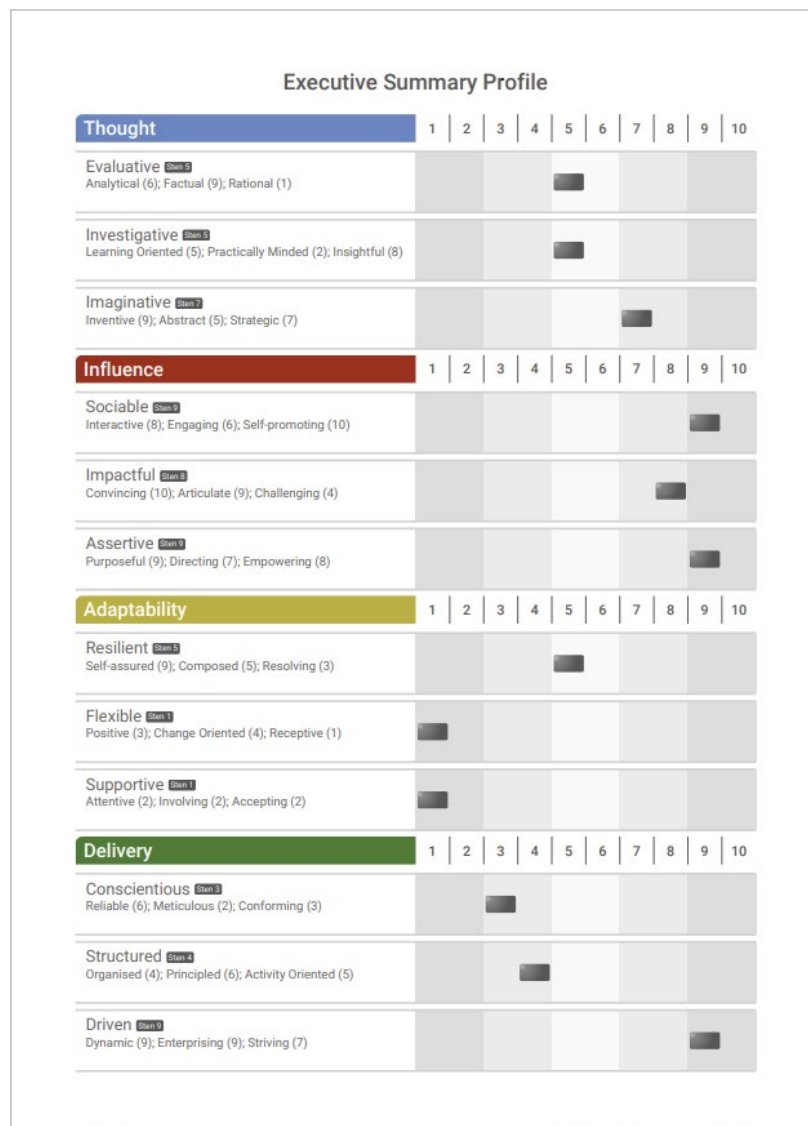 Executive Summary Profile
Thought 1 2 3 4 5 6 7 8 9 10
Evaluative Sten 5
Analytical (6); Factual (9); Rational (1)
Investigative Sten 5
Learning Oriented (5); Practically Minded (2); Insightful (8)
Imaginative Sten 7
Inventive (9); Abstract (5); Strategic (7)
Influence 1 2 3 4 5 6 7 8 9 10
Sociable Sten 9
Interactive (8); Engaging (6); Self-promoting (10)
Impactful Sten 8
Convincing (10); Articulate (9); Challenging (4)
Assertive Sten 9
Purposeful (9); Directing (7); Empowering (8)
Adaptability 1 2 3 4 5 6 7 8 9 10
Resilient Sten 5
Self-assured (9); Composed (5); Resolving (3)
Flexible Sten 1
Positive (3); Change Oriented (4); Receptive (1)
Supportive Sten 1
Attentive (2); Involving (2); Accepting (2)
Delivery 1 2 3 4 5 6 7 8 9 10
Conscientious Sten 3
Reliable (6); Meticulous (2); Conforming (3)
Structured Sten 4
Organised (4); Principled (6); Activity Oriented (5)
Driven Sten 9
Dynamic (9); Enterprising (9); Striving (7)